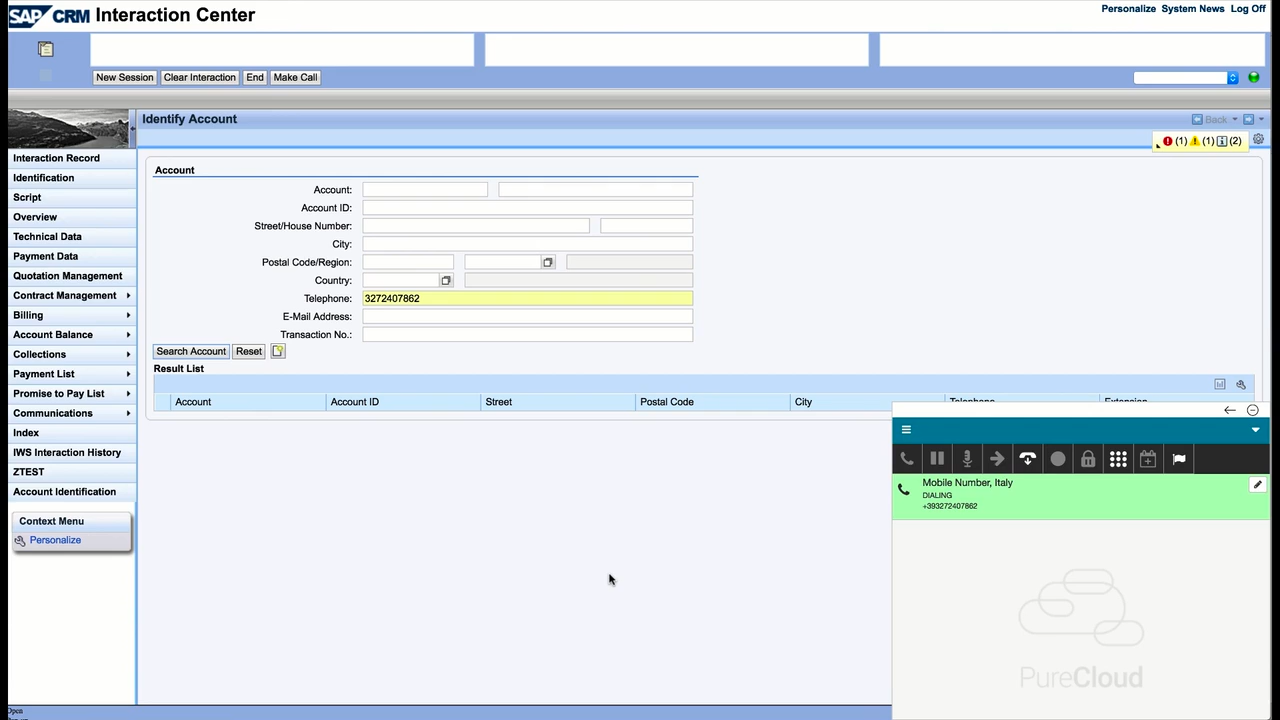 SAP CRM Interaction Center
Personalize System News Log Off
New Session Clear Interaction End Make Call
Identify Account
Back
(1) (1) (2)
Interaction Record
Identification
Script
Overview
Technical Data
Payment Data
Quotation Management
Contract Management
Billing
Account Balance
Collections
Payment List
Promise to Pay List
Communications
Index
IWS Interaction History
ZTEST
Account Identification
Context Menu
Personalize
Account
Account:
Account ID:
Street/House Number:
City:
Postal Code/Region:
Country:
Telephone: 3272407862
E-Mail Address:
Transaction No.:
Search Account Reset
Result List
Account Account ID Street Postal Code City Telephone Extension
Mobile Number, Italy
DIALING
+393272407862
PureCloud
Open